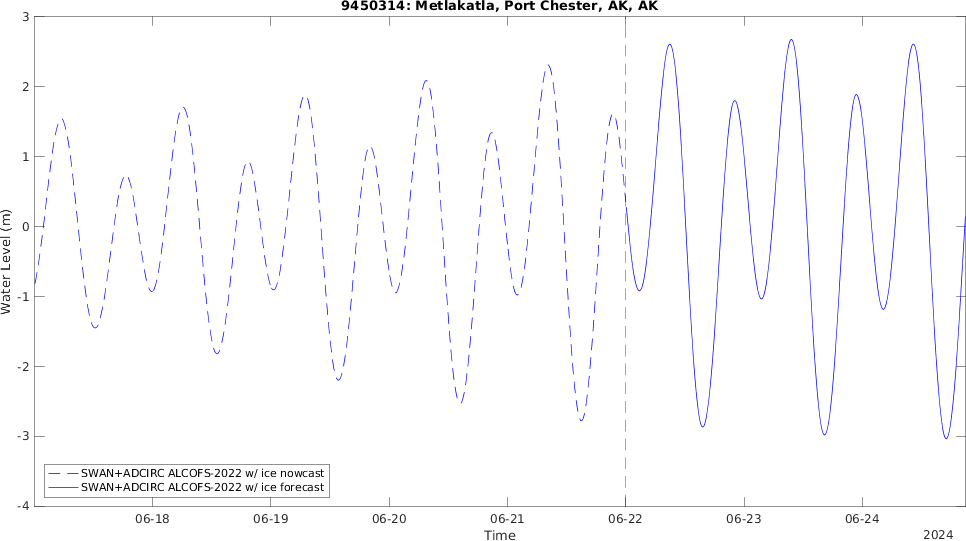 9450314: Metlakatla, Port Chester, AK, AK
3
2
1
0
-1
-2
-3
-4
Water Level (m)
SWAN+ADCIRC ALCOFS-2022 w/ ice nowcast
SWAN+ADCIRC ALCOFS-2022 w/ ice forecast
06-18 06-19 06-20 06-21 06-22 06-23 06-24
Time
2024